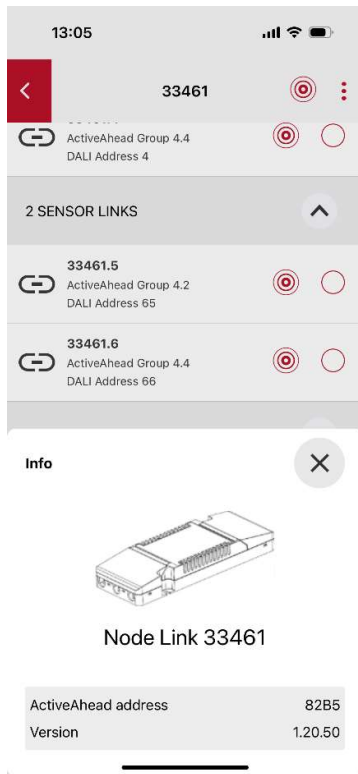 13:05
33461
ActiveAhead Group 4.4
DALI Address 4
2 SENSOR LINKS
33461.5
ActiveAhead Group 4.2
DALI Address 65
33461.6
ActiveAhead Group 4.4
DALI Address 66
Info
Node Link 33461
ActiveAhead address 82B5
Version 1.20.50